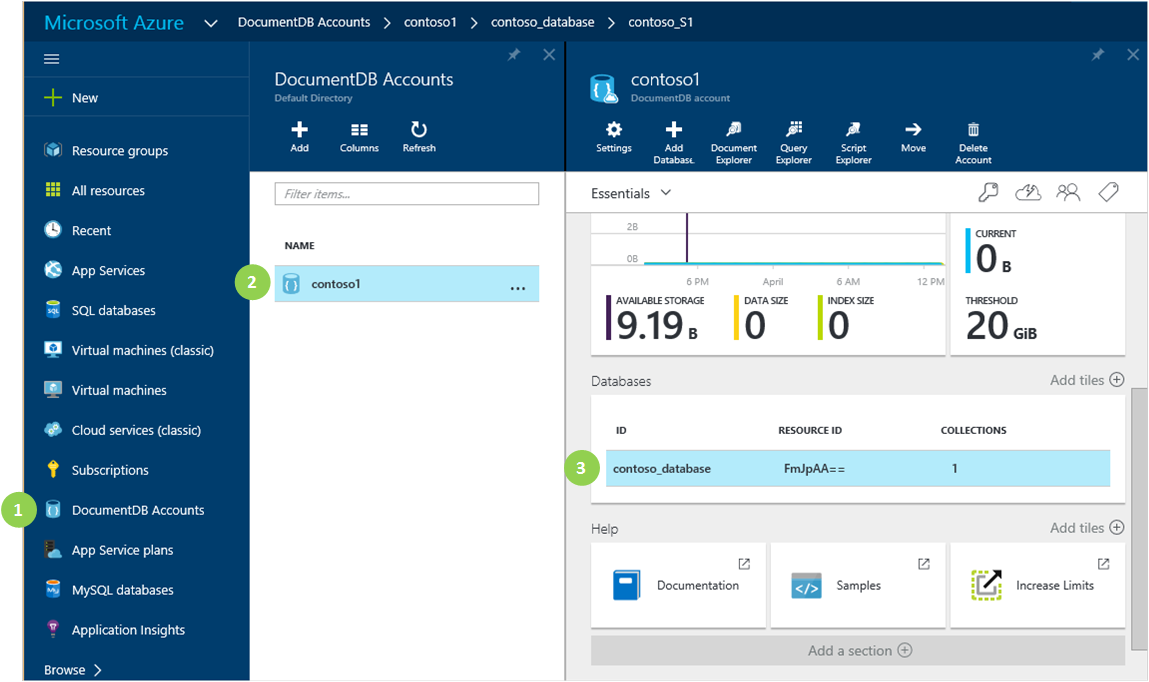 Microsoft Azure DocumentDB Accounts contoso1 contoso_database contoso_S1
New
Resource groups
All resources
Recent
App Services
SQL databases
Virtual machines (classic)
Virtual machines
Cloud services (classic)
Subscriptions
1 DocumentDB Accounts
App Service plans
MySQL databases
Application Insights
Browse
DocumentDB Accounts
Default Directory
Add Columns Refresh
Filter items...
NAME
2 contoso1 ...
contoso1
DocumentDB account
Settings Add Databas. Document Explorer Query Explorer Script Explorer Move Delete Account
Essentials
2B
0B
6 PM April 6 AM 12 PM
AVAILABLE STORAGE DATA SIZE INDEX SIZE
9.19 B 0 0
CURRENT
0 B
THRESHOLD
20 GiB
Databases Add tiles
ID RESOURCE ID COLLECTIONS
3 contoso_database FmJpAA== 1
Help Add tiles
Documentation Samples Increase Limits
Add a section